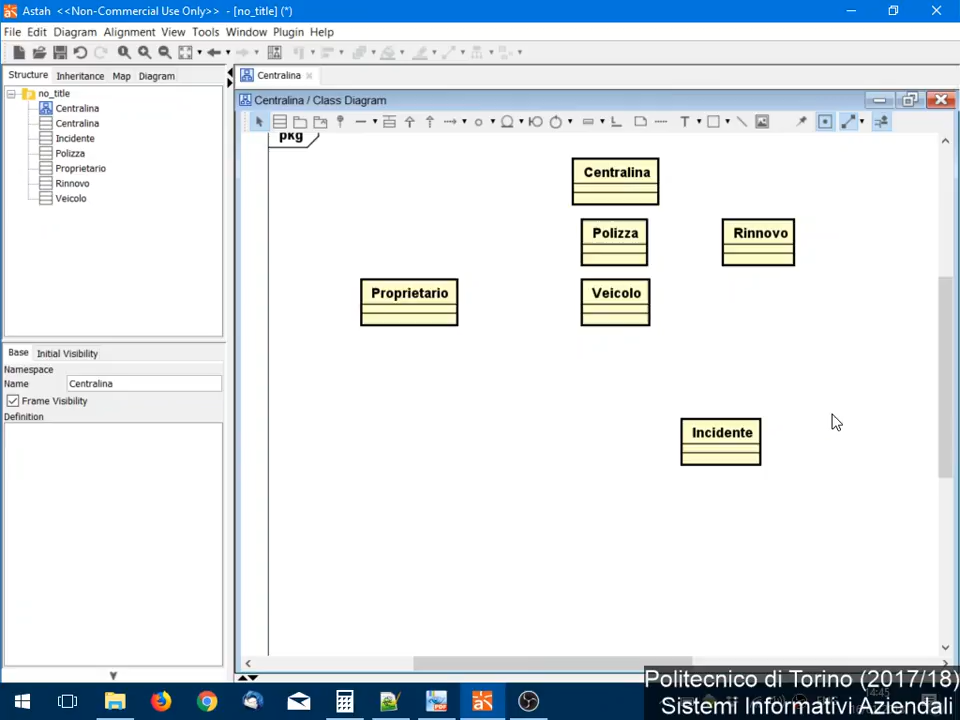 Astah <<Non-Commercial Use Only>> - [no_title] (*)
File Edit Diagram Alignment View Tools Window Plugin Help
Structure Inheritance Map Diagram
Centralina
no_title
Centralina
Centralina
Incidente
Polizza
Proprietario
Rinnovo
Veicolo
Centralina / Class Diagram
pkg
Centralina
Polizza
Rinnovo
Proprietario
Veicolo
Incidente
Base Initial Visibility
Namespace
Name Centralina
Frame Visibility
Definition
Politecnico di Torino (2017/18)
Sistemi Informativi Aziendali
14:45